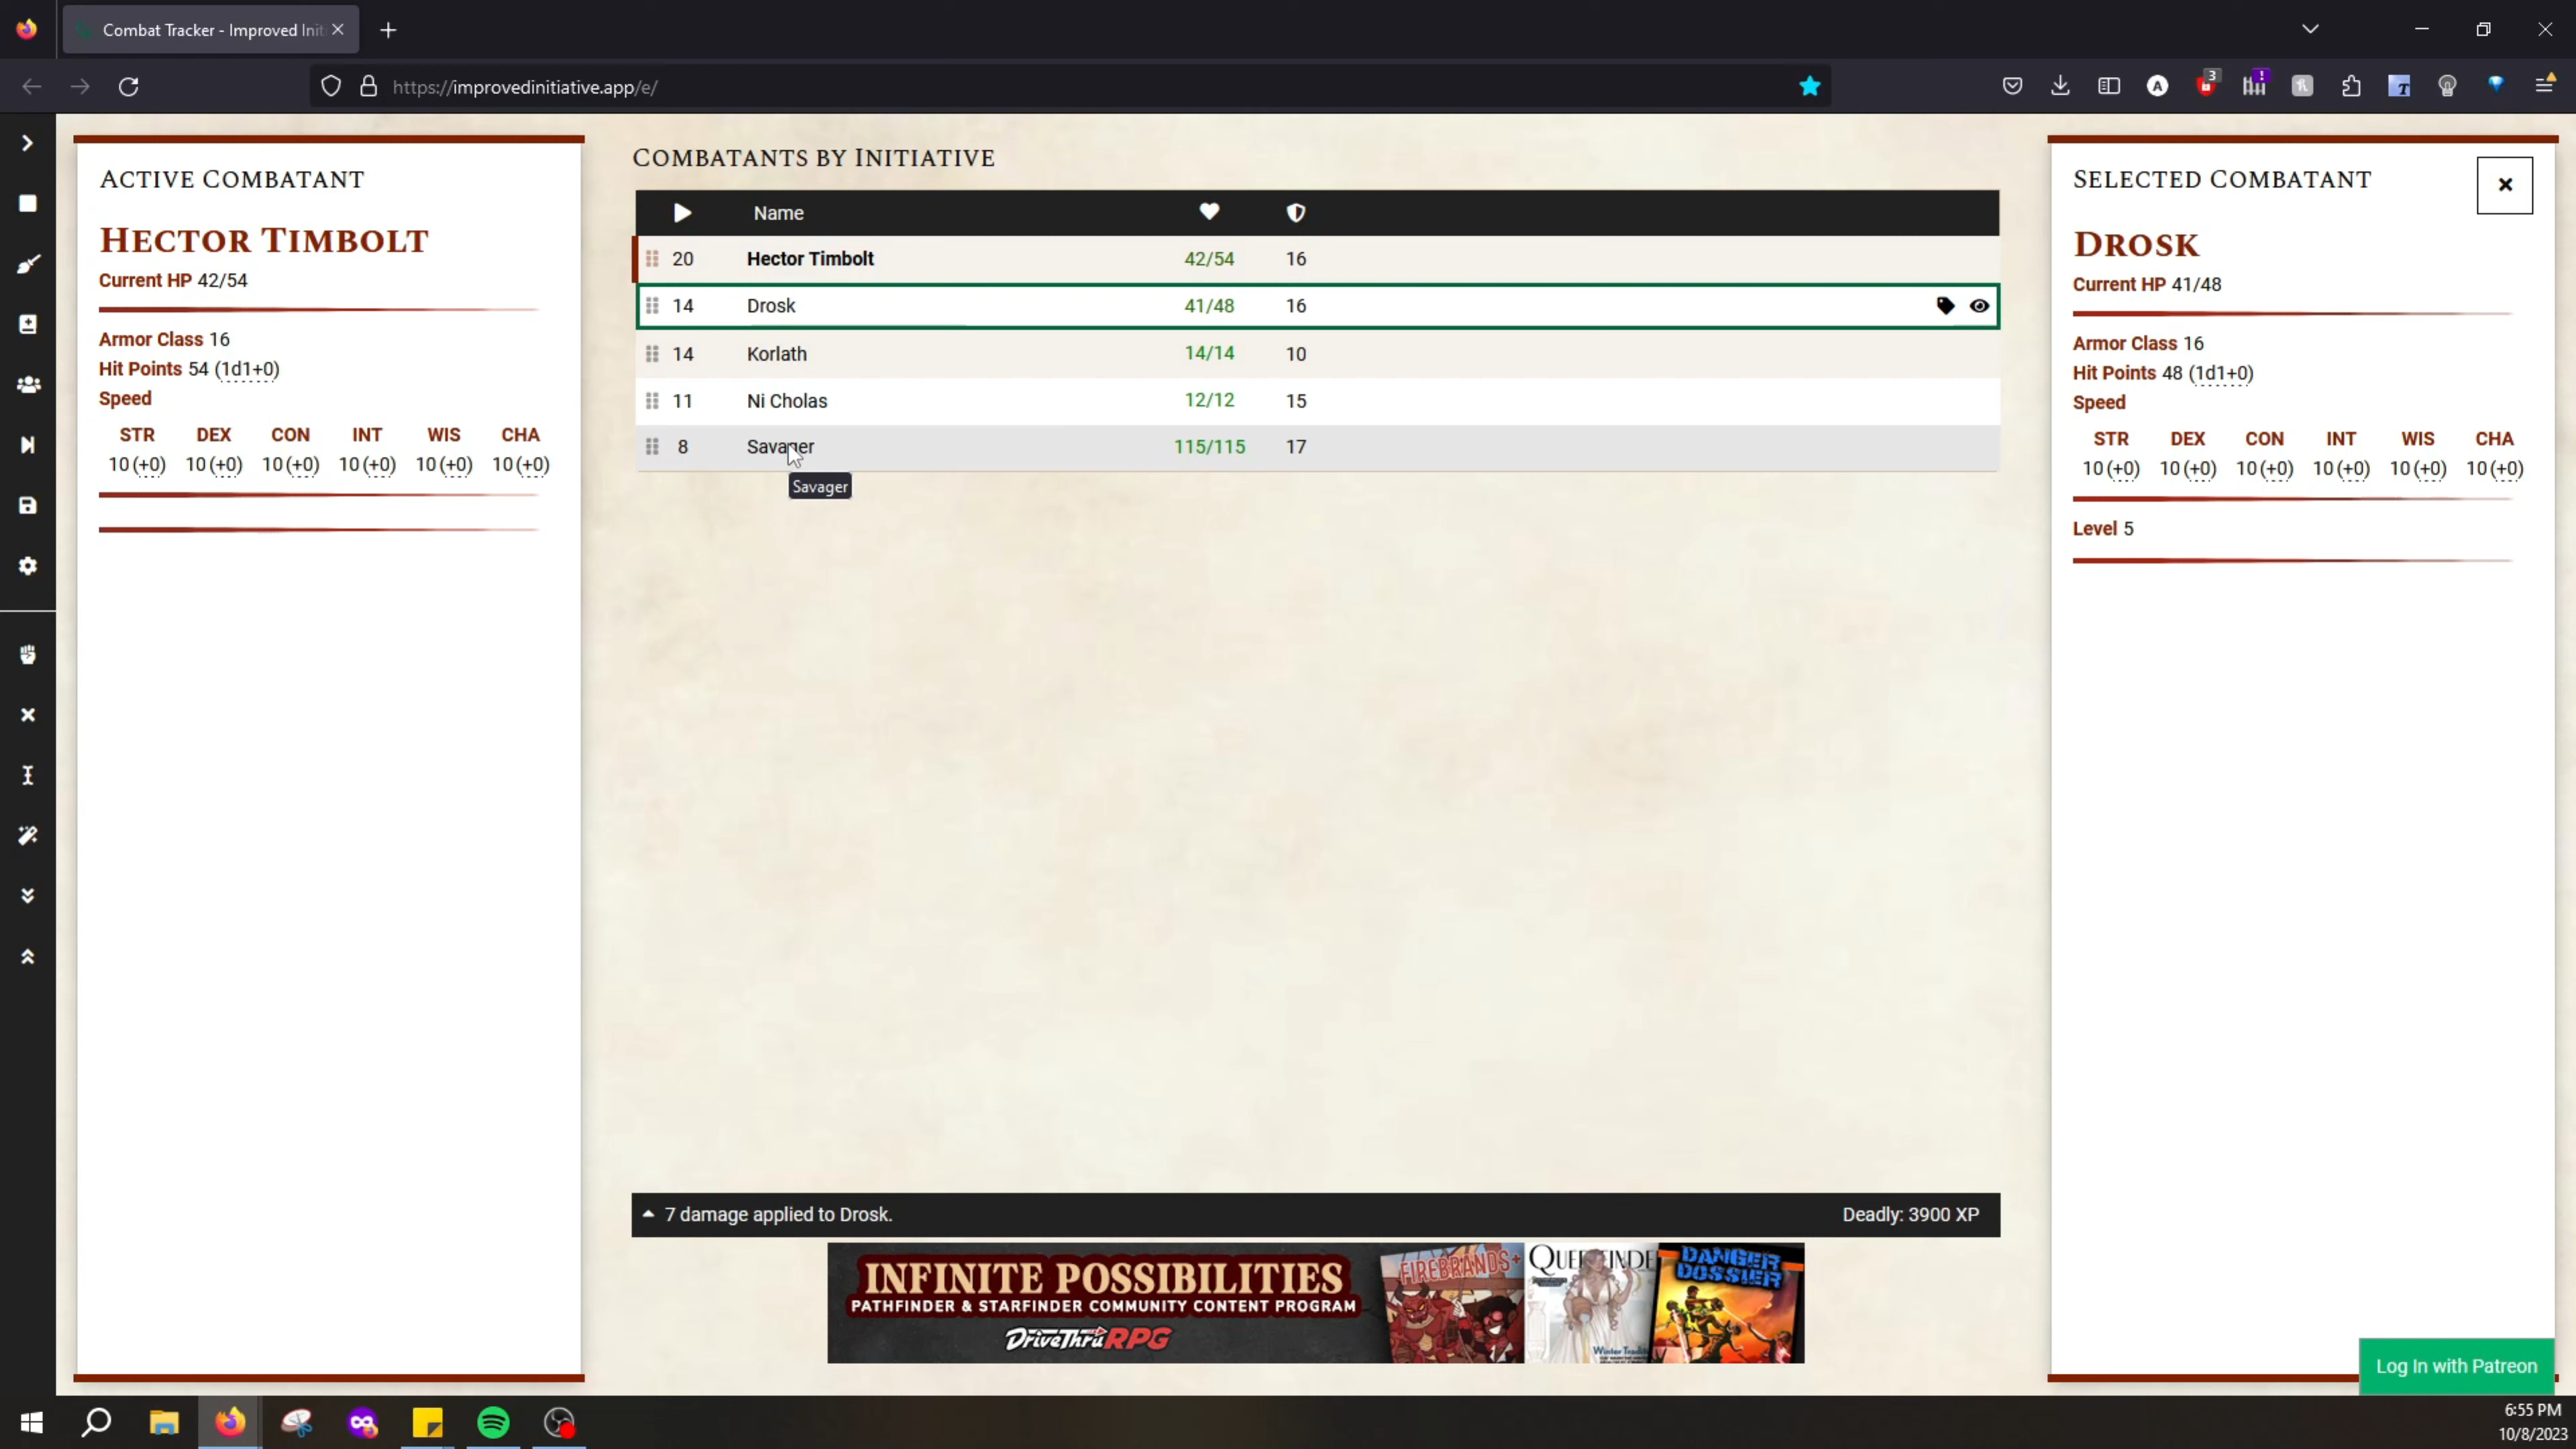 Combat Tracker - Improved Init
https://improvedinitiative.app/e/
3
!
A
ACTIVE COMBATANT
HECTOR TIMBOLT
Current HP 42/54
Armor Class 16
Hit Points 54 (1d1+0)
Speed
STR DEX CON INT WIS CHA
10 (+0) 10 (+0) 10 (+0) 10 (+0) 10 (+0) 10 (+0)
COMBATANTS BY INITIATIVE
Name
20 Hector Timbolt 42/54 16
14 Drosk 41/48 16
14 Korlath 14/14 10
11 Ni Cholas 12/12 15
8 Savager 115/115 17
Savager
7 damage applied to Drosk.
Deadly: 3900 XP
INFINITE POSSIBILITIES
PATHFINDER & STARFINDER COMMUNITY CONTENT PROGRAM
DriveThruRPG
FIREBRANDS+
DANGER
DOSSIER
SELECTED COMBATANT
DROSK
Current HP 41/48
Armor Class 16
Hit Points 48 (1d1+0)
Speed
STR DEX CON INT WIS CHA
10 (+0) 10 (+0) 10 (+0) 10 (+0) 10 (+0) 10 (+0)
Level 5
Log In with Patreon
6:55 PM
10/8/2023